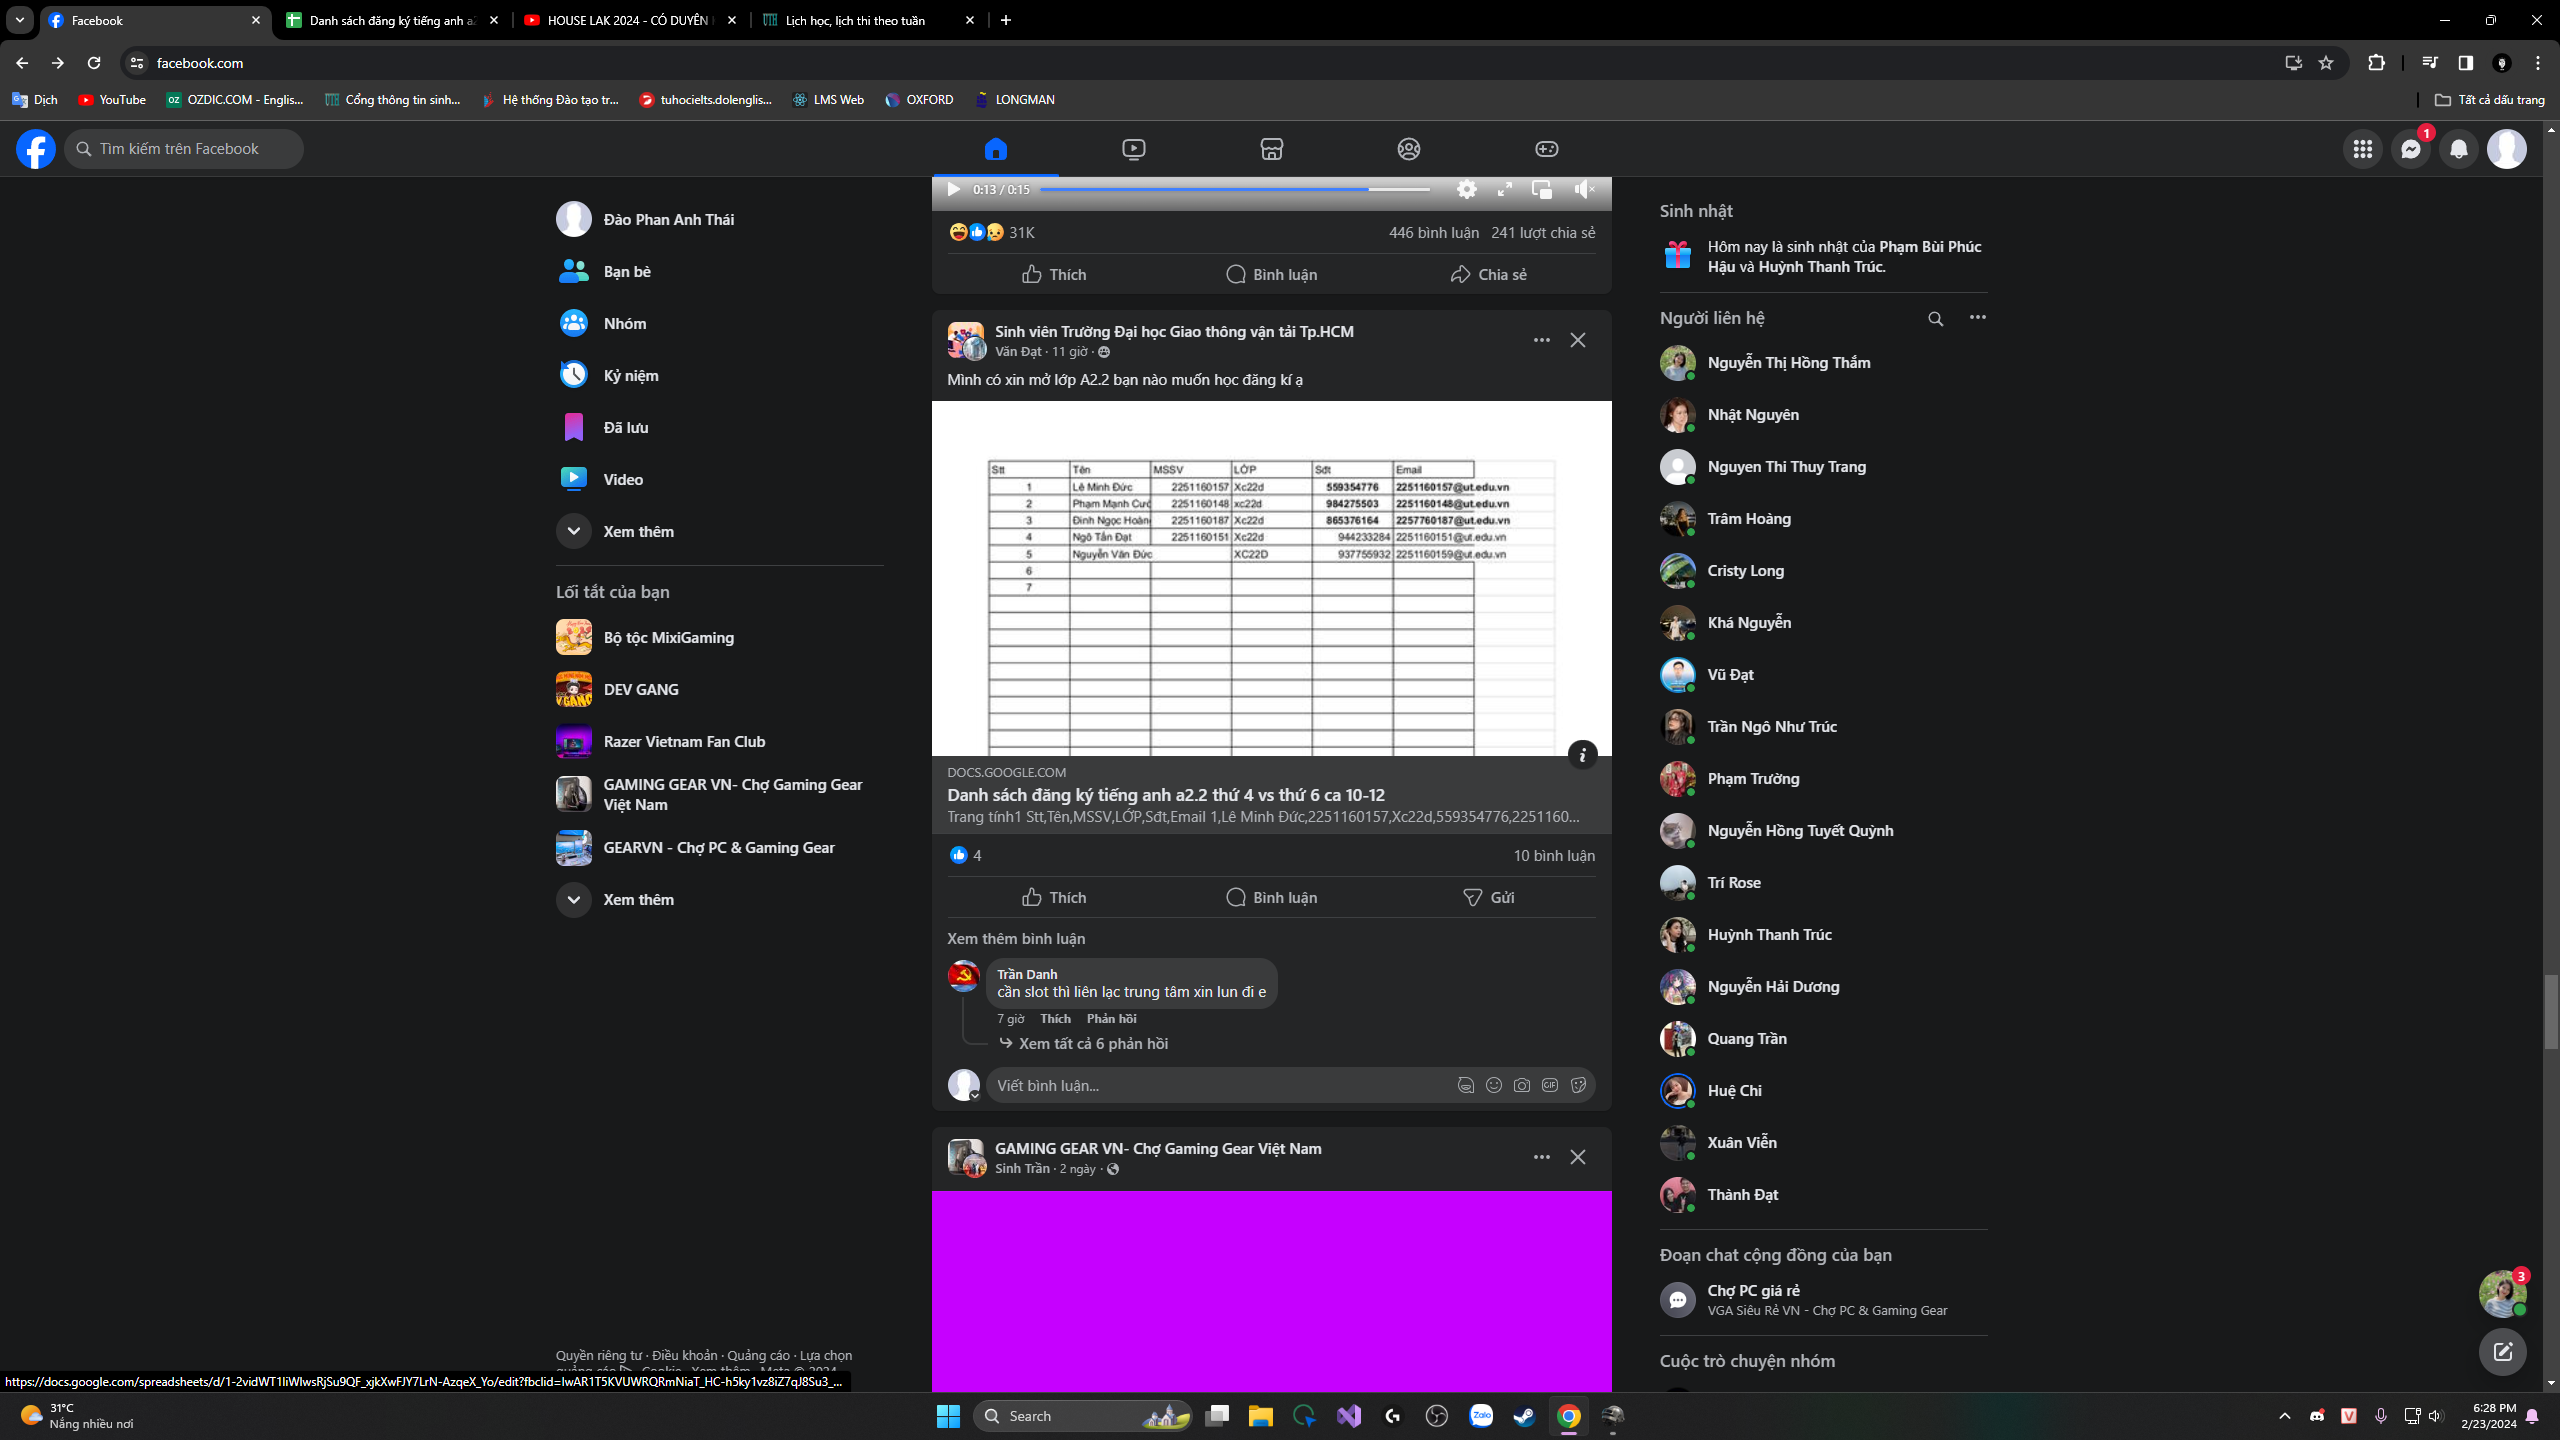 Facebook
Danh sách đăng ký tiếng anh a2
HOUSE LAK 2024 - CÓ DUYÊN
Lịch học, lịch thi theo tuần
facebook.com
Dịch
YouTube
OZDIC.COM - Englis...
Cổng thông tin sinh...
Hệ thống Đào tạo tr...
tuhocielts.dolenglis...
LMS Web
OXFORD
LONGMAN
Tất cả dấu trang
Tìm kiếm trên Facebook
1
Đào Phan Anh Thái
Bạn bè
Nhóm
Kỷ niệm
Đã lưu
Video
Xem thêm
Lối tắt của bạn
Bộ tộc MixiGaming
DEV GANG
Razer Vietnam Fan Club
GAMING GEAR VN- Chợ Gaming Gear
Việt Nam
GEARVN - Chợ PC & Gaming Gear
Xem thêm
Quyền riêng tư · Điều khoản · Quảng cáo · Lựa chọn
https://docs.google.com/spreadsheets/d/1-2vidWT1IiWlwsRjSu9QF_xjkXwFJY7LrN-AzqeX_Yo/edit?fbclid=IwAR1T5KVUWRQRmNiaT_HC-h5ky1vz8iZ7qJ8Su3_...
0:13 / 0:15
31K
446 bình luận 241 lượt chia sẻ
Thích
Bình luận
Chia sẻ
Sinh viên Trường Đại học Giao thông vận tải Tp.HCM
Văn Đạt · 11 giờ ·
Mình có xin mở lớp A2.2 bạn nào muốn học đăng kí ạ
Stt Tên MSSV LỚP Sdt Email
1 Lê Minh Đức 2251160157 Xc22d 559354776 2251160157@ut.edu.vn
2 Phạm Mạnh Cườ 2251160148 xc22d 984275503 2251160148@ut.edu.vn
3 Đinh Ngọc Hoàn 2251160187 Xc22d 865376164 2257760187@ut.edu.vn
4 Ngô Tấn Đạt 2251160151 Xc22d 944233284 2251160151@ut.edu.vn
5 Nguyễn Văn Đức XC22D 937755932 2251160159@ut.edu.vn
6
7
DOCS.GOOGLE.COM
Danh sách đăng ký tiếng anh a2.2 thứ 4 vs thứ 6 ca 10-12
Trang tính1 Stt,Tên,MSSV,LỚP,Sđt,Email 1,Lê Minh Đức,2251160157,Xc22d,559354776,2251160...
4
10 bình luận
Thích
Bình luận
Gửi
Xem thêm bình luận
Trần Danh
cần slot thì liên lạc trung tâm xin lun đi e
7 giờ Thích Phản hồi
Xem tất cả 6 phản hồi
Viết bình luận...
GIF
GAMING GEAR VN- Chợ Gaming Gear Việt Nam
Sinh Trần · 2 ngày ·
Sinh nhật
Hôm nay là sinh nhật của Phạm Bùi Phúc
Hậu và Huỳnh Thanh Trúc.
Người liên hệ
Nguyễn Thị Hồng Thắm
Nhật Nguyên
Nguyen Thi Thuy Trang
Trâm Hoàng
Cristy Long
Khá Nguyễn
Vũ Đạt
Trần Ngô Như Trúc
Phạm Trường
Nguyễn Hồng Tuyết Quỳnh
Trí Rose
Huỳnh Thanh Trúc
Nguyễn Hải Dương
Quang Trần
Huệ Chi
Xuân Viễn
Thành Đạt
Đoạn chat cộng đồng của bạn
Chợ PC giá rẻ
VGA Siêu Rẻ VN - Chợ PC & Gaming Gear
Cuộc trò chuyện nhóm
3
31°C
Nắng nhiều nơi
Search
Zalo
6:28 PM
2/23/2024